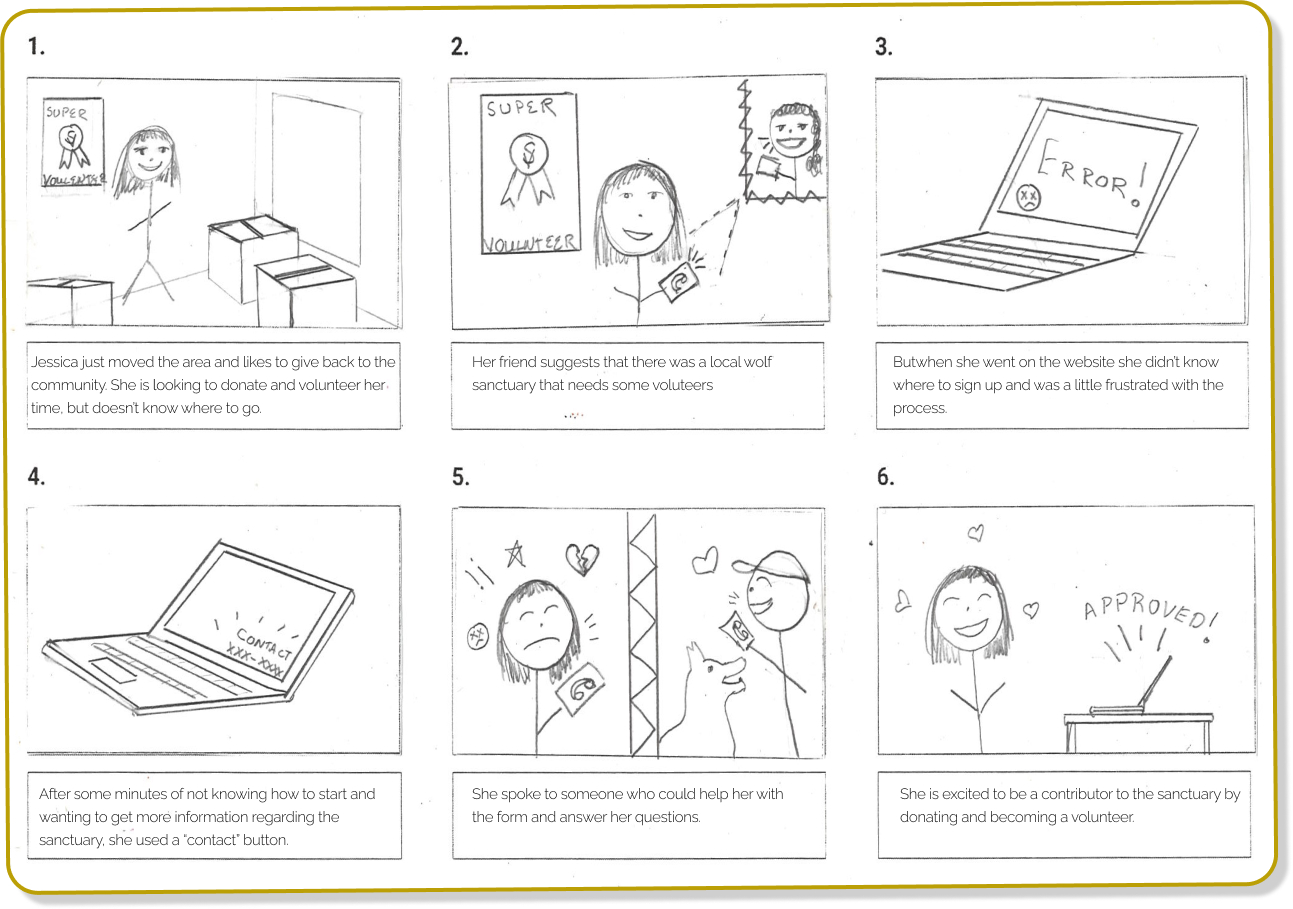 1.
SUPER
VOULENTEER
Jessica just moved the area and likes to give back to the
community. She is looking to donate and volunteer her
time, but doesn't know where to go.
2.
SUPER
VOULNTEER
Her friend suggests that there was a local wolf
sanctuary that needs some voluteers
3.
ERROR!
Butwhen she went on the website she didn't know
where to sign up and was a little frustrated with the
process.
4.
CONTACT
XXX-XXXX
After some minutes of not knowing how to start and
wanting to get more information regarding the
sanctuary, she used a "contact" button.
5.
She spoke to someone who could help her with
the form and answer her questions.
6.
APPROVED!
She is excited to be a contributor to the sanctuary by
donating and becoming a volunteer.